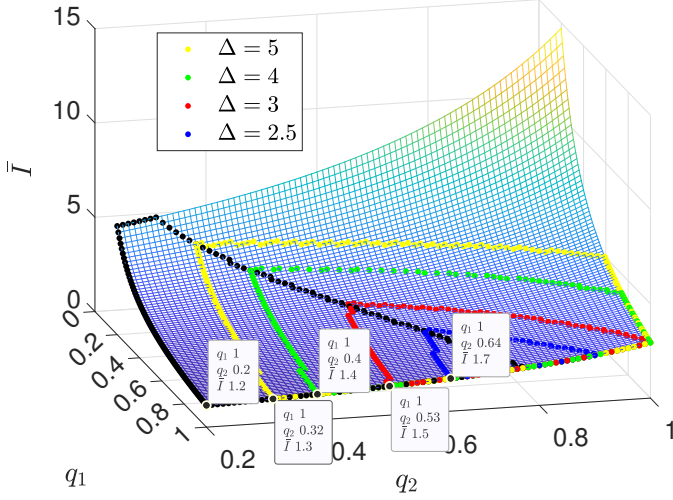 15
10
5
0
Ī
Δ = 5
Δ = 4
Δ = 3
Δ = 2.5
q₁ 1
q₂ 0.2
Ī 1.2
q₁ 1
q₂ 0.4
Ī 1.4
q₁ 1
q₂ 0.64
Ī 1.7
q₁ 1
q₂ 0.32
Ī 1.3
q₁ 1
q₂ 0.53
Ī 1.5
0
0.2
0.4
0.6
0.8
1
q₁
0.2
0.4
0.6
0.8
1
q₂